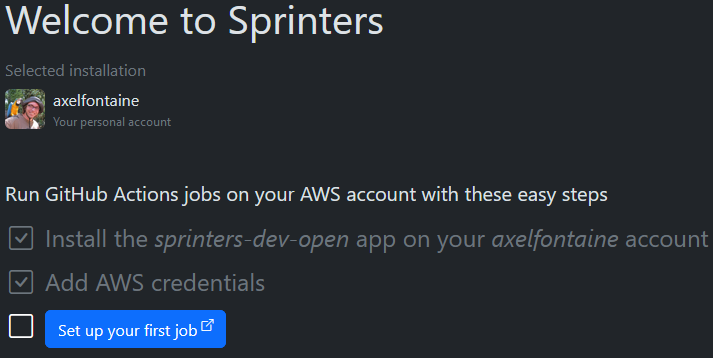 Welcome to Sprinters
Selected installation
axelfontaine
Your personal account
Run GitHub Actions jobs on your AWS account with these easy steps
Install the sprinters-dev-open app on your axelfontaine account
Add AWS credentials
Set up your first job